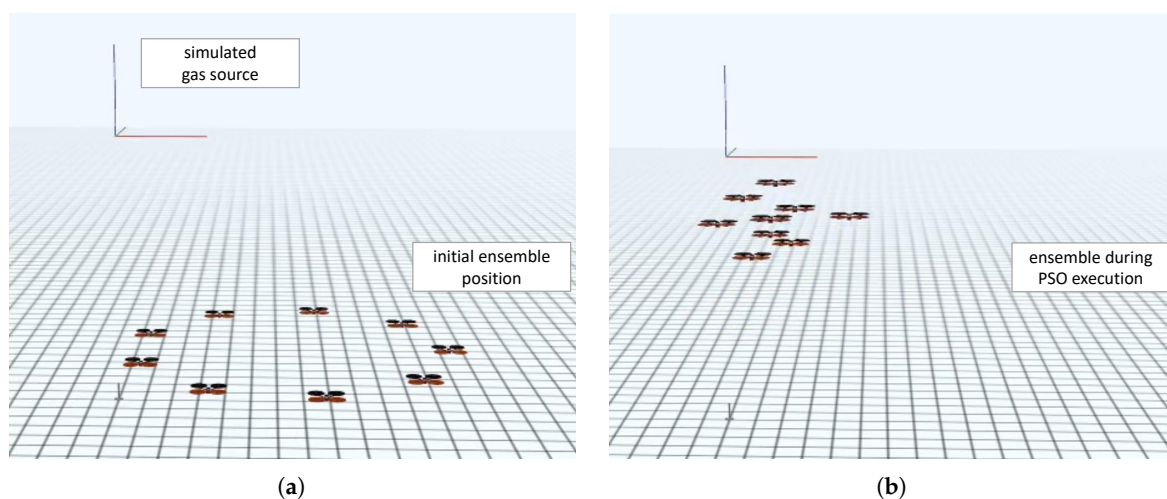 simulated
gas source
initial ensemble
position
ensemble during
PSO execution
(a)
(b)